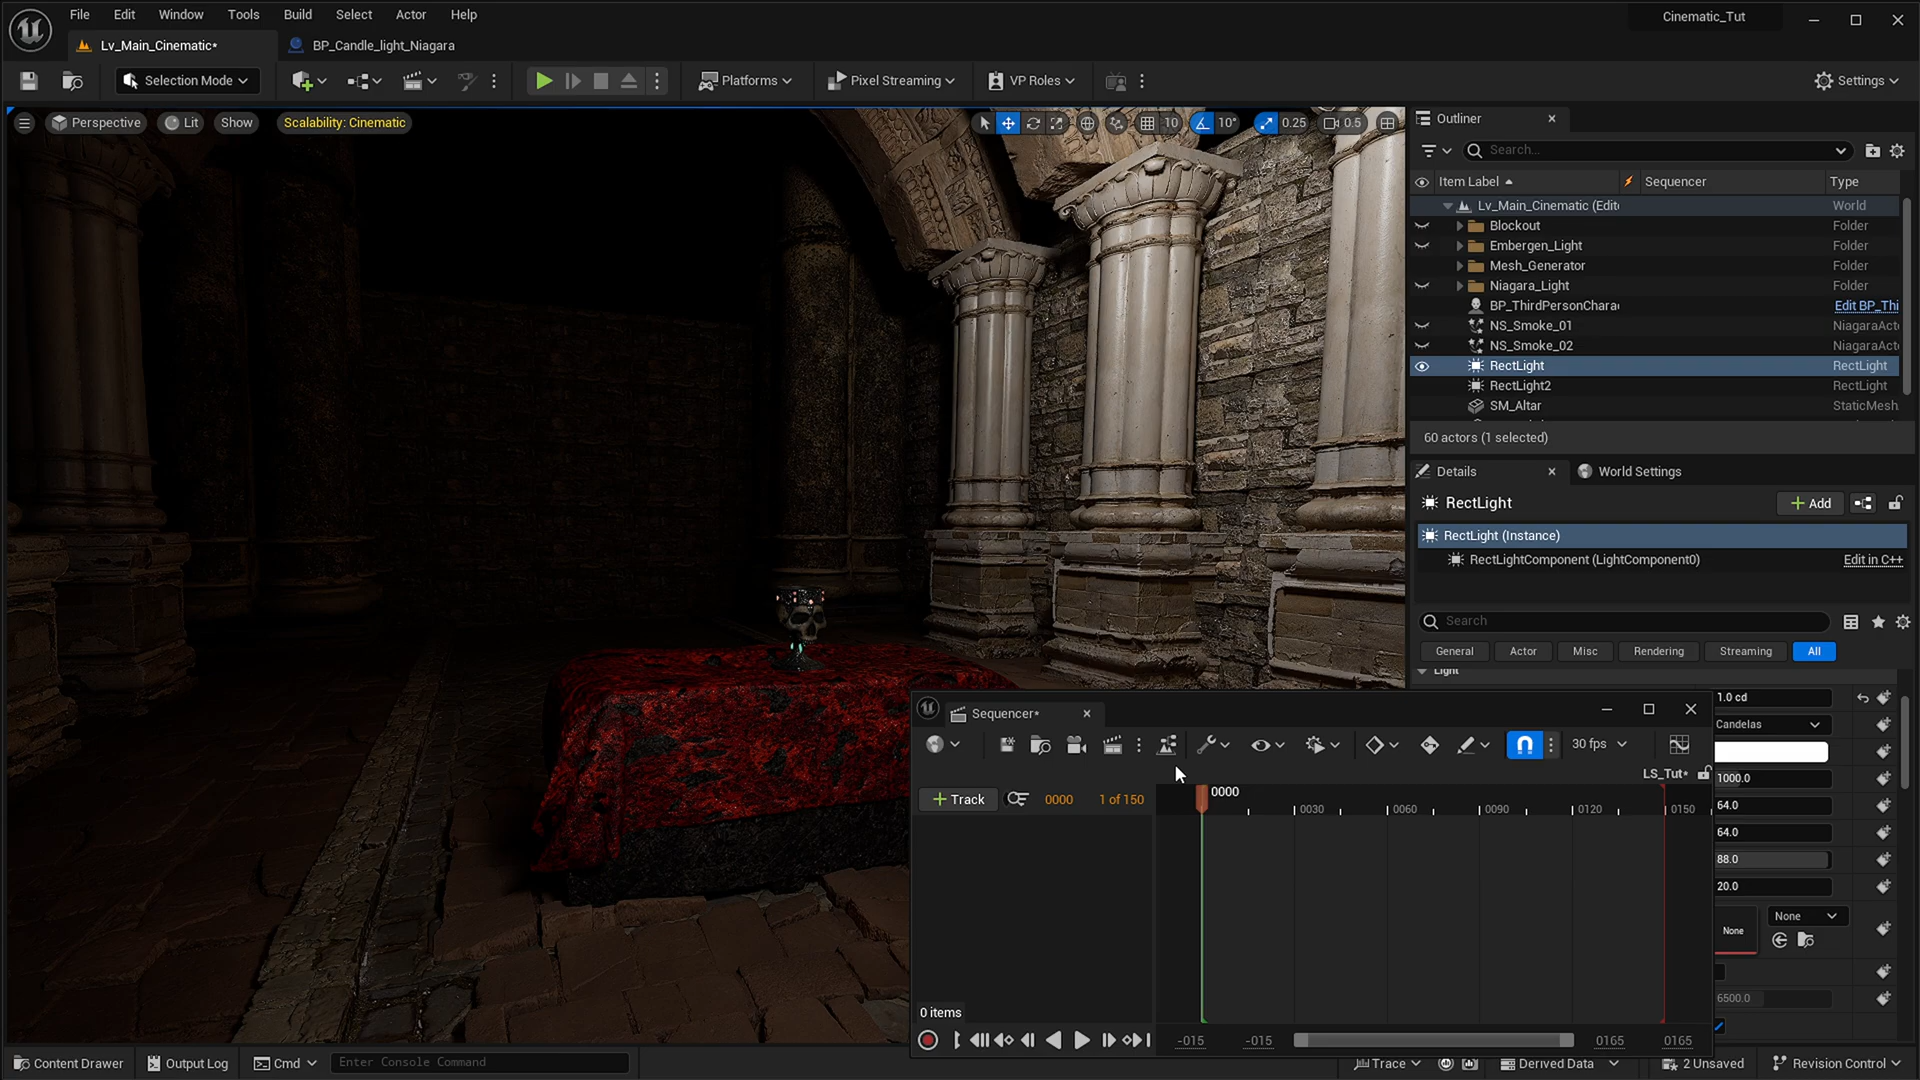 File Edit Window Tools Build Select Actor Help
Cinematic_Tut
Lv_Main_Cinematic*
BP_Candle_light_Niagara
Selection Mode
Platforms
Pixel Streaming
VP Roles
Settings
Perspective
Lit
Show
Scalability: Cinematic
10
10°
0.25
0.5
Outliner
Search...
Item Label
Sequencer
Type
Lv_Main_Cinematic (Edit
World
Blockout
Folder
Embergen_Light
Folder
Mesh_Generator
Folder
Niagara_Light
Folder
BP_ThirdPersonChara
Edit BP_Thi
NS_Smoke_01
NiagaraAct
NS_Smoke_02
NiagaraAct
RectLight
RectLight
RectLight2
RectLight
SM_Altar
StaticMesh
60 actors (1 selected)
Details
World Settings
RectLight
Add
RectLight (Instance)
RectLightComponent (LightComponent0)
Edit in C++
Search
General
Actor
Misc
Rendering
Streaming
All
Light
1.0 cd
Candelas
1000.0
64.0
64.0
88.0
20.0
None
None
6500.0
Sequencer*
30 fps
LS_Tut*
Track
0000
1 of 150
0000
0030
0060
0090
0120
0150
0 items
-015
-015
0165
0165
Content Drawer
Output Log
Cmd
Enter Console Command
Trace
Derived Data
2 Unsaved
Revision Control